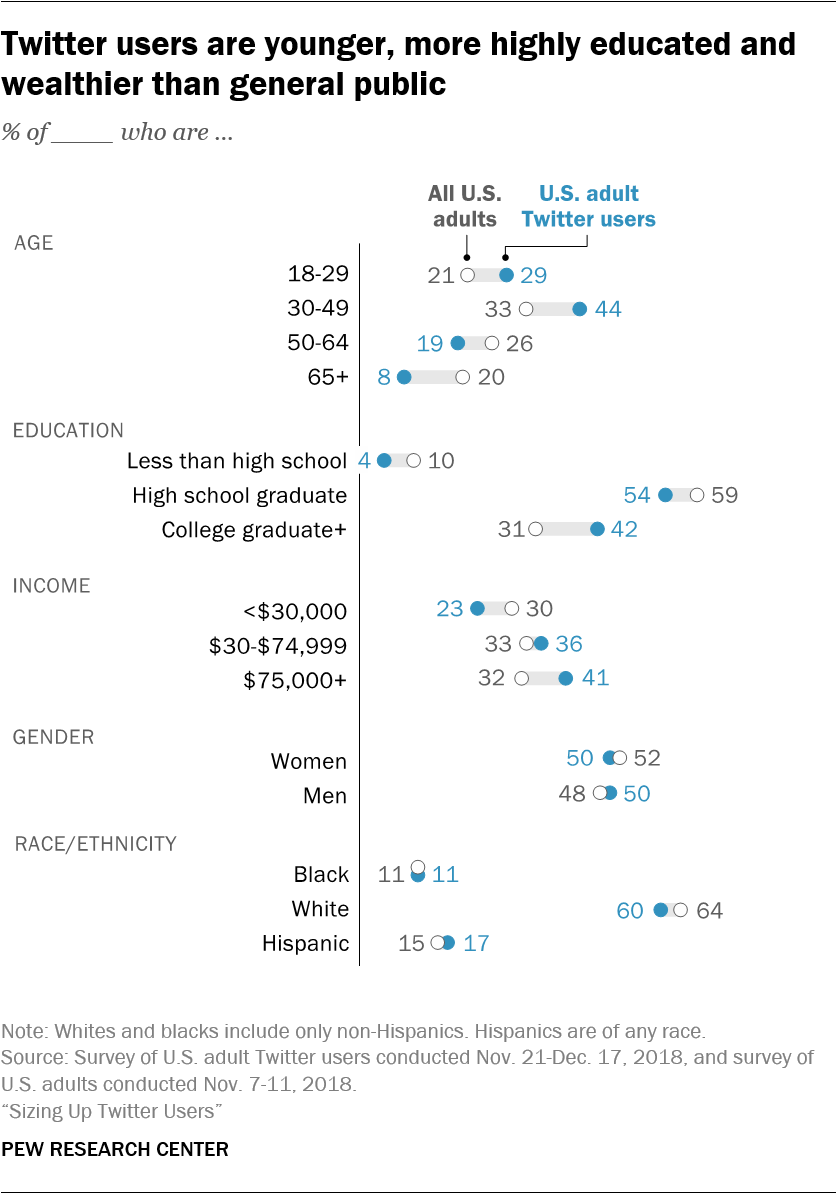 Twitter users are younger, more highly educated and
wealthier than general public
% of ____ who are ...
All U.S. adults
U.S. adult Twitter users
AGE
18-29 21 29
30-49 33 44
50-64 19 26
65+ 8 20
EDUCATION
Less than high school 4 10
High school graduate 54 59
College graduate+ 31 42
INCOME
<$30,000 23 30
$30-$74,999 33 36
$75,000+ 32 41
GENDER
Women 50 52
Men 48 50
RACE/ETHNICITY
Black 11 11
White 60 64
Hispanic 15 17
Note: Whites and blacks include only non-Hispanics. Hispanics are of any race.
Source: Survey of U.S. adult Twitter users conducted Nov. 21-Dec. 17, 2018, and survey of
U.S. adults conducted Nov. 7-11, 2018.
“Sizing Up Twitter Users”
PEW RESEARCH CENTER